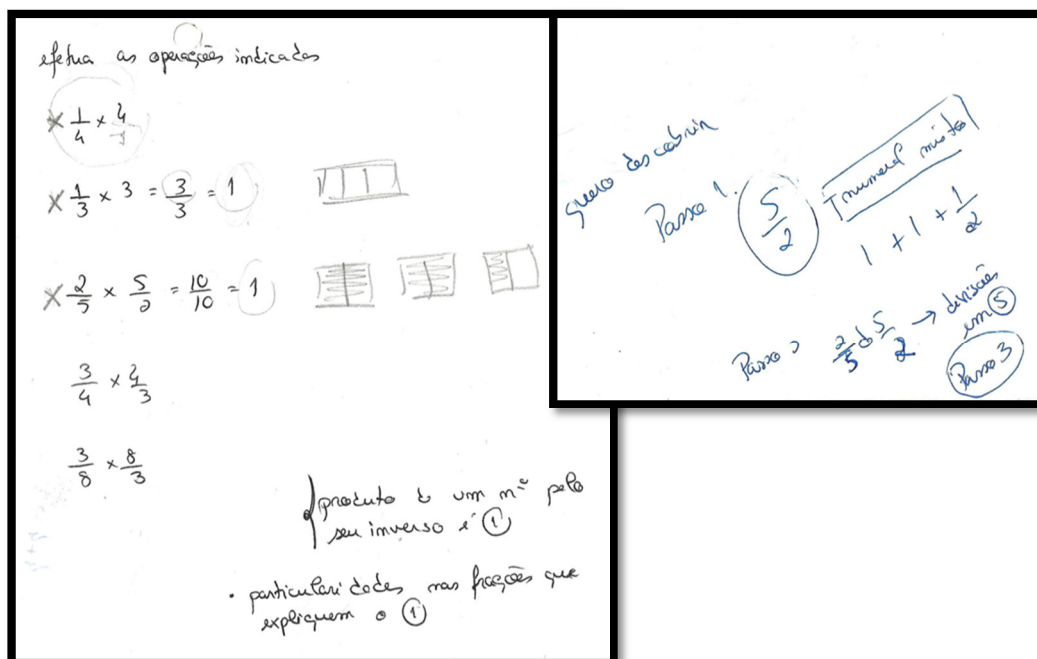 efetua as operações indicadas
× 1/4 × 4/1
× 1/3 × 3 = 3/3 = 1
× 2/5 × 5/2 = 10/10 = 1
3/4 × 4/3
3/8 × 8/3
produto de um nº pelo
seu inverso é 1
• particularidades nas frações que
expliquem o 1
quero descobrir
Passo 1. 5/2 numeral misto
1 + 1 + 1/2
Passo 2 2/5 de 5/2 → divisões
em 5
Passo 3